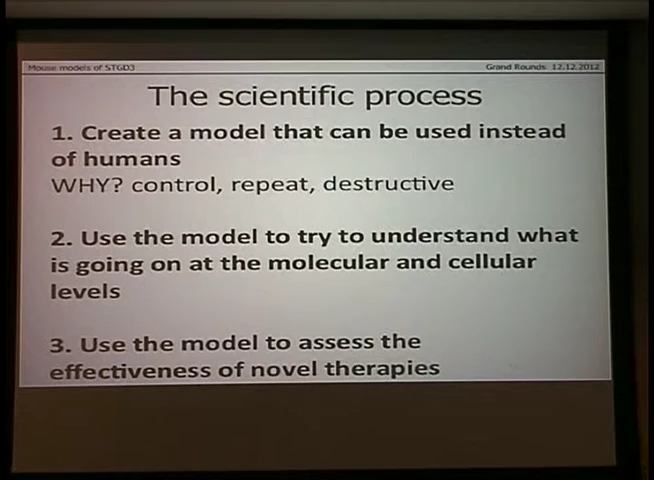 Mouse models of STGD3
Grand Rounds 12.12.2012
The scientific process
1. Create a model that can be used instead
of humans
WHY? control, repeat, destructive
2. Use the model to try to understand what
is going on at the molecular and cellular
levels
3. Use the model to assess the
effectiveness of novel therapies